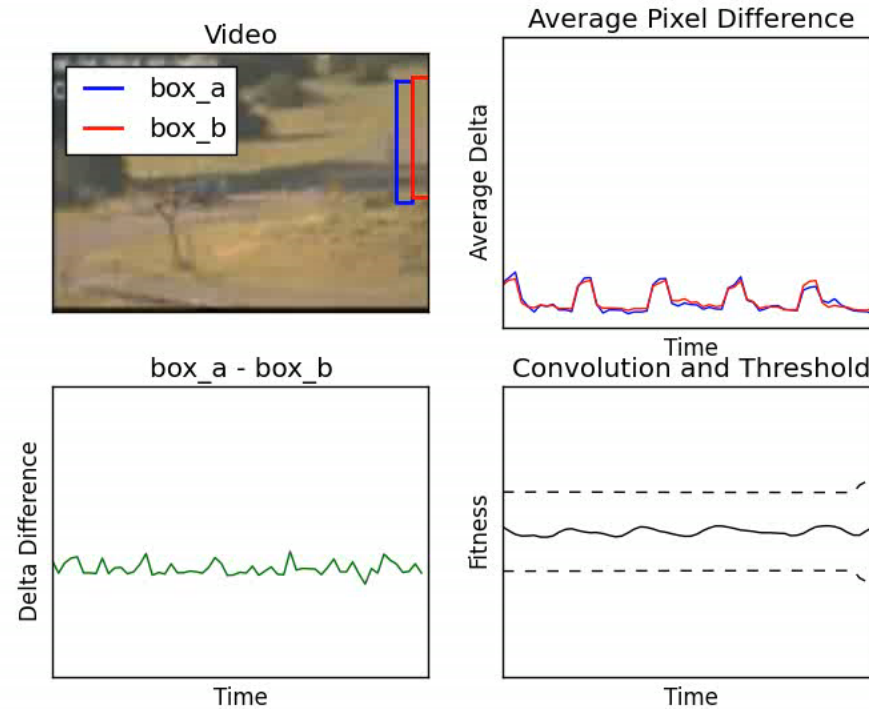 Video
box_a
box_b
Average Pixel Difference
Average Delta
Time
box_a - box_b
Delta Difference
Time
Convolution and Threshold
Fitness
Time